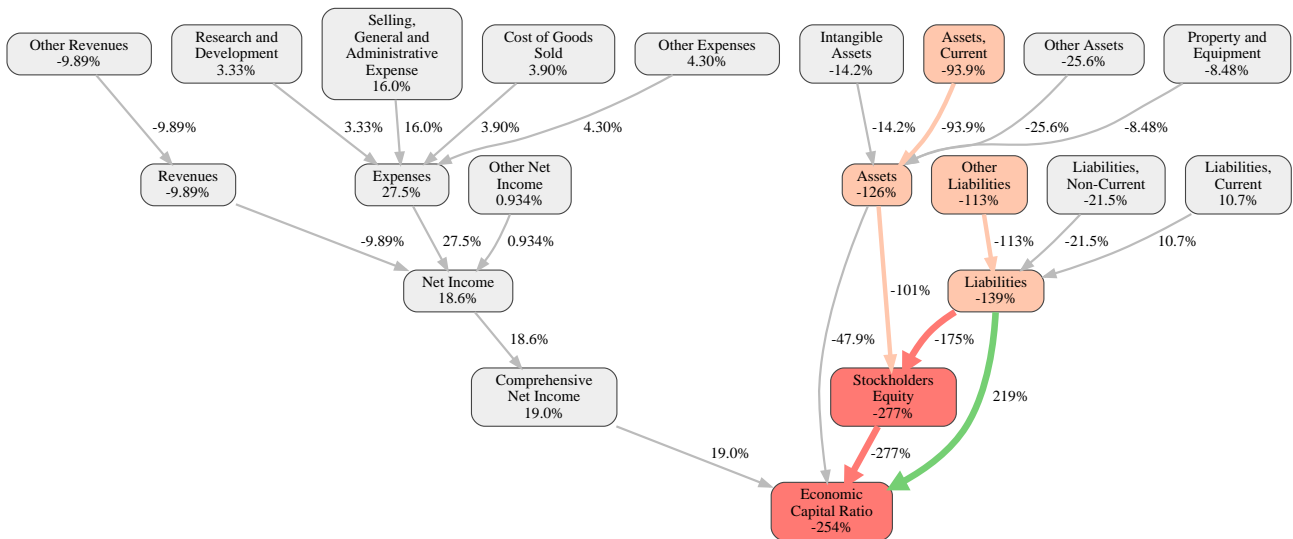 Other Revenues
-9.89%
Research and
Development
3.33%
Selling,
General and
Administrative
Expense
16.0%
Cost of Goods
Sold
3.90%
Other Expenses
4.30%
Intangible
Assets
-14.2%
Assets,
Current
-93.9%
Other Assets
-25.6%
Property and
Equipment
-8.48%
-9.89%
3.33%
16.0%
3.90%
4.30%
-14.2%
-93.9%
-25.6%
-8.48%
Revenues
-9.89%
Expenses
27.5%
Other Net
Income
0.934%
Assets
-126%
Other
Liabilities
-113%
Liabilities,
Non-Current
-21.5%
Liabilities,
Current
10.7%
-9.89%
27.5%
0.934%
-113%
-21.5%
10.7%
Net Income
18.6%
-101%
Liabilities
-139%
18.6%
-47.9%
-175%
Comprehensive
Net Income
19.0%
Stockholders
Equity
-277%
219%
19.0%
-277%
Economic
Capital Ratio
-254%